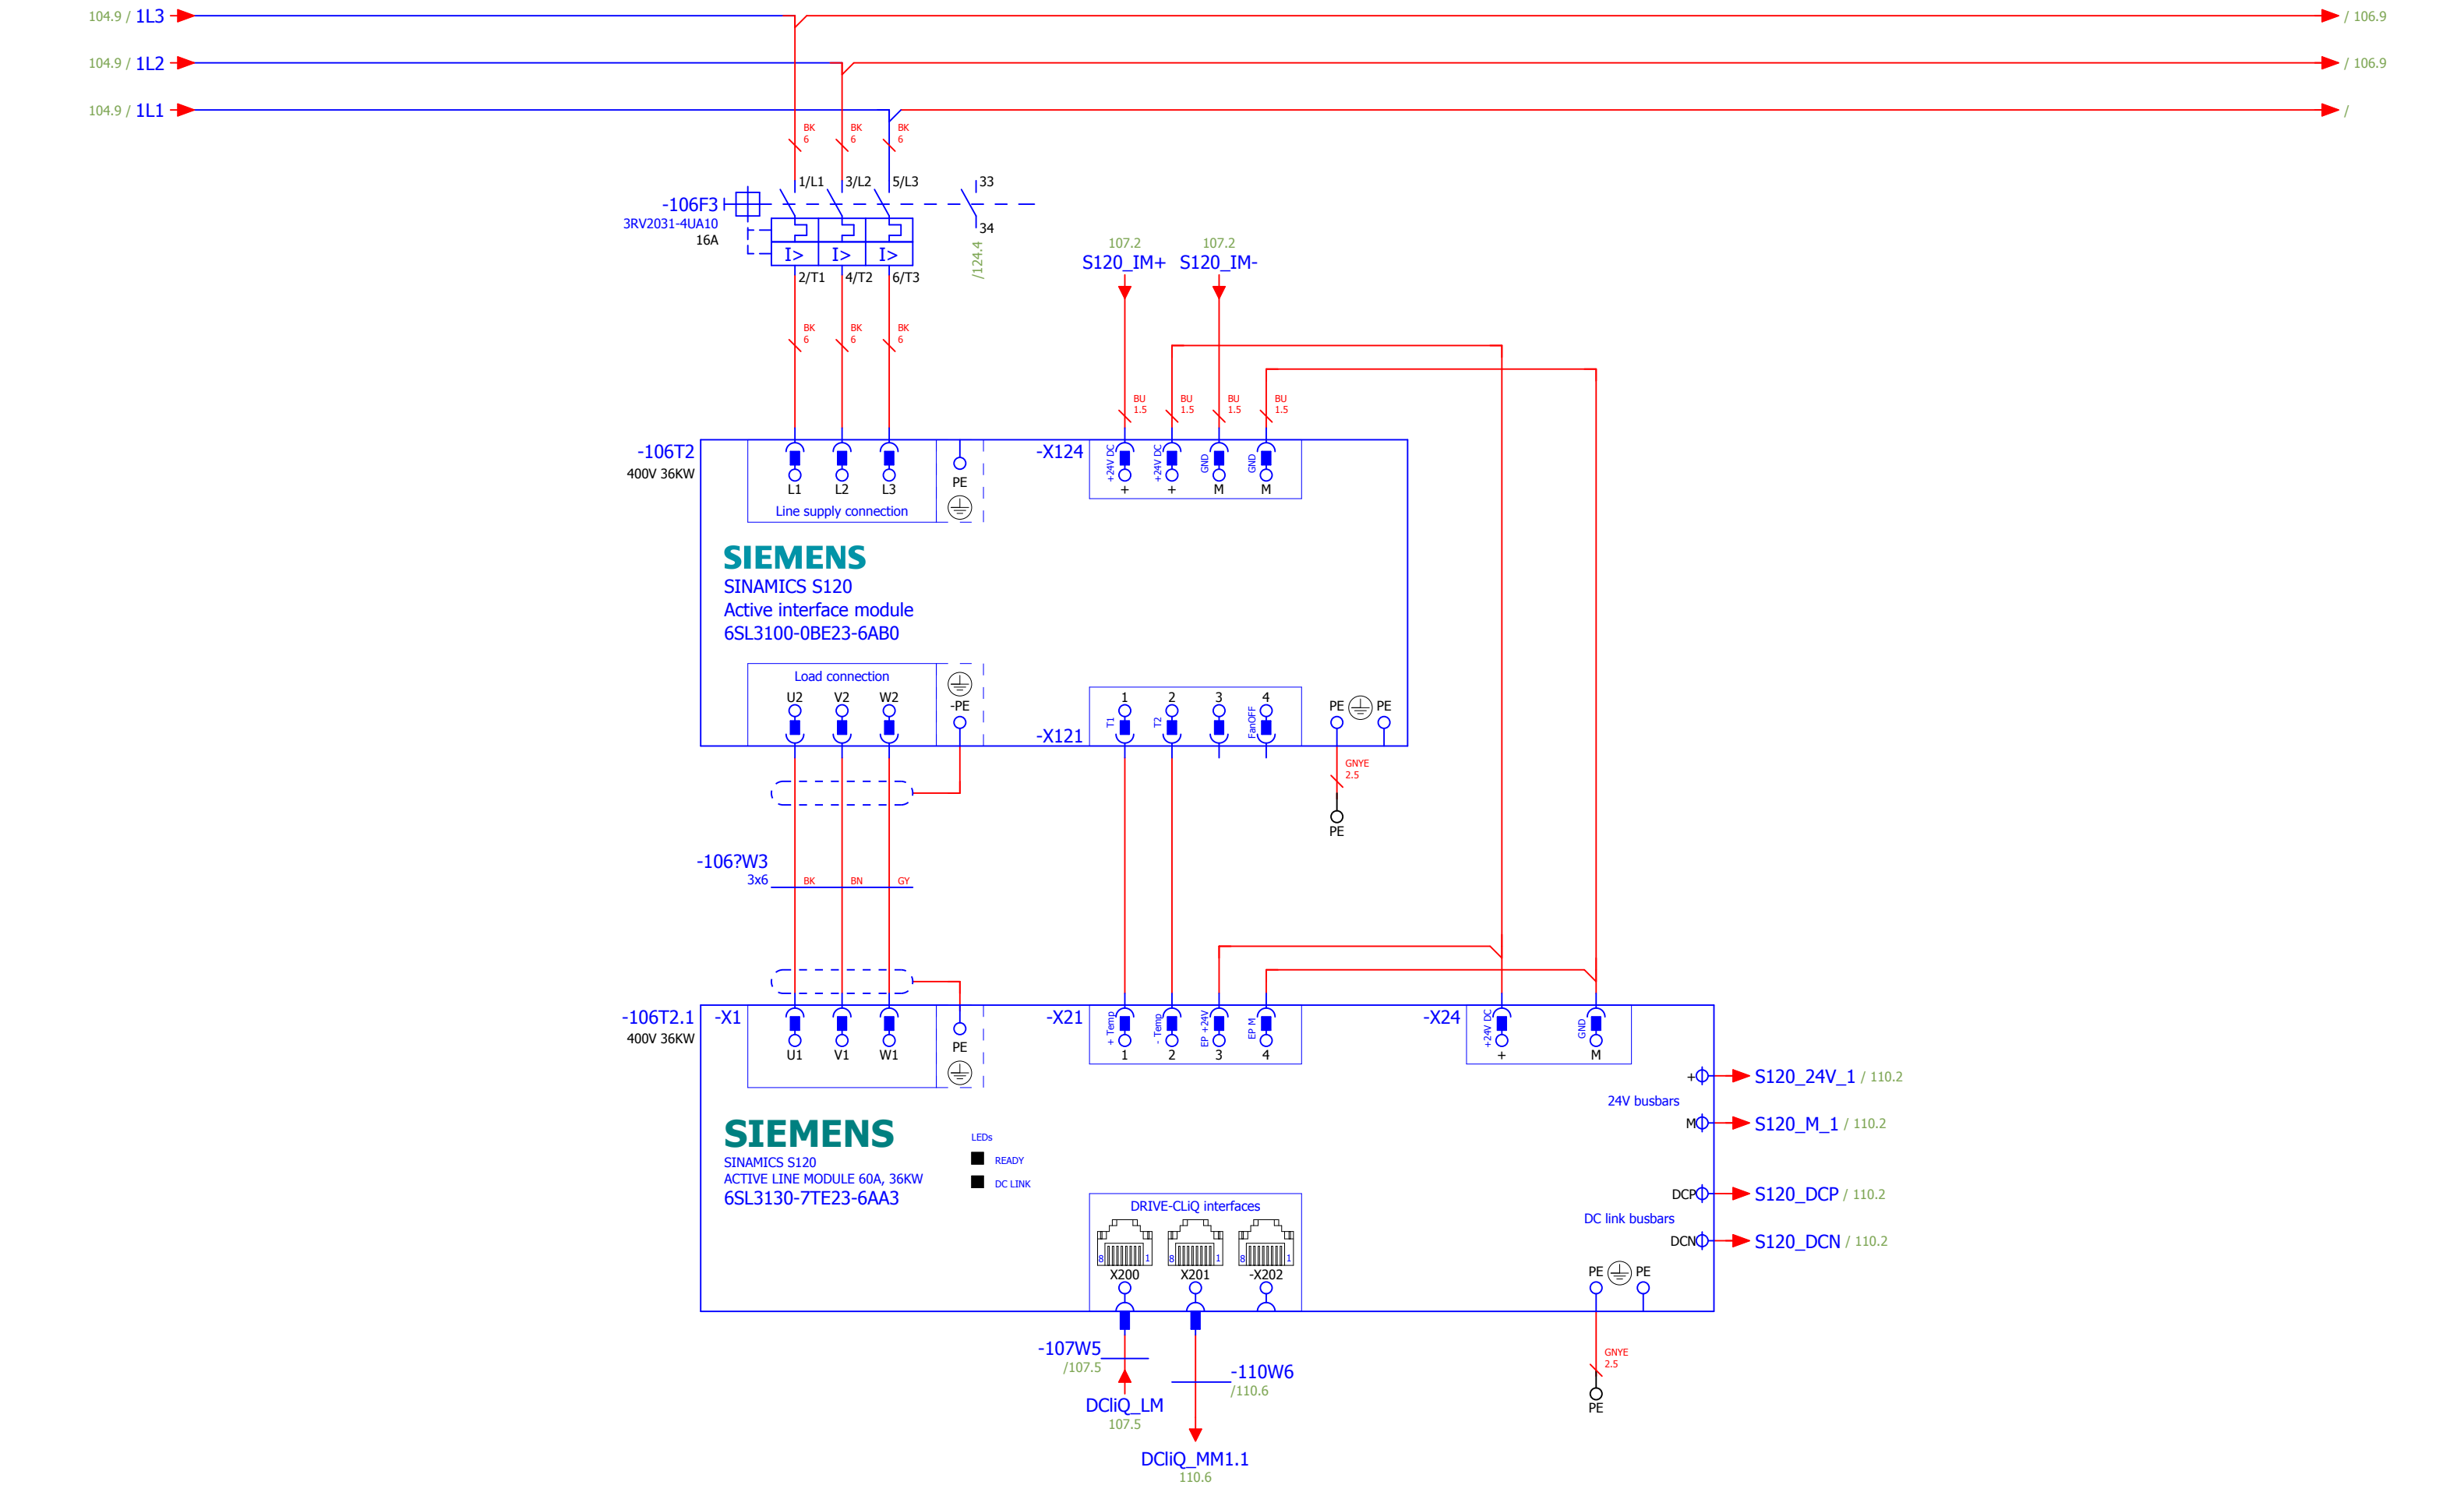 104.9 / 1L3
/ 106.9
104.9 / 1L2
/ 106.9
104.9 / 1L1
/
BK
6
BK
6
BK
6
1/L1 3/L2 5/L3 33
-106F3
3RV2031-4UA10
16A
34
I> I> I>
2/T1 4/T2 6/T3
/124.4
107.2 107.2
S120_IM+ S120_IM-
BK
6
BK
6
BK
6
BU
1.5
BU
1.5
BU
1.5
BU
1.5
-106T2
400V 36KW
L1 L2 L3 PE
Line supply connection
-X124
+24V DC +24V DC GND GND
+ + M M
SIEMENS
SINAMICS S120
Active interface module
6SL3100-0BE23-6AB0
Load connection
U2 V2 W2 -PE
-X121
1 2 3 4
T1 T2 FanOFF
PE PE
GNYE
2.5
PE
-106?W3
3x6
BK BN GY
-106T2.1
400V 36KW
-X1
U1 V1 W1 PE
-X21
+ Temp - Temp EP +24V EP M
1 2 3 4
-X24
+24V DC GND
+ M
+ S120_24V_1 / 110.2
24V busbars
M S120_M_1 / 110.2
DCP S120_DCP / 110.2
DC link busbars
DCN S120_DCN / 110.2
SIEMENS
SINAMICS S120
ACTIVE LINE MODULE 60A, 36KW
6SL3130-7TE23-6AA3
LEDs
READY
DC LINK
DRIVE-CLiQ interfaces
8 1 8 1 8 1
X200 X201 -X202
PE PE
GNYE
2.5
PE
-107W5
/107.5
-110W6
/110.6
DCliQ_LM
107.5
DCliQ_MM1.1
110.6